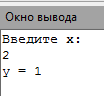 Окно вывода
Введите x:
2
y = 1